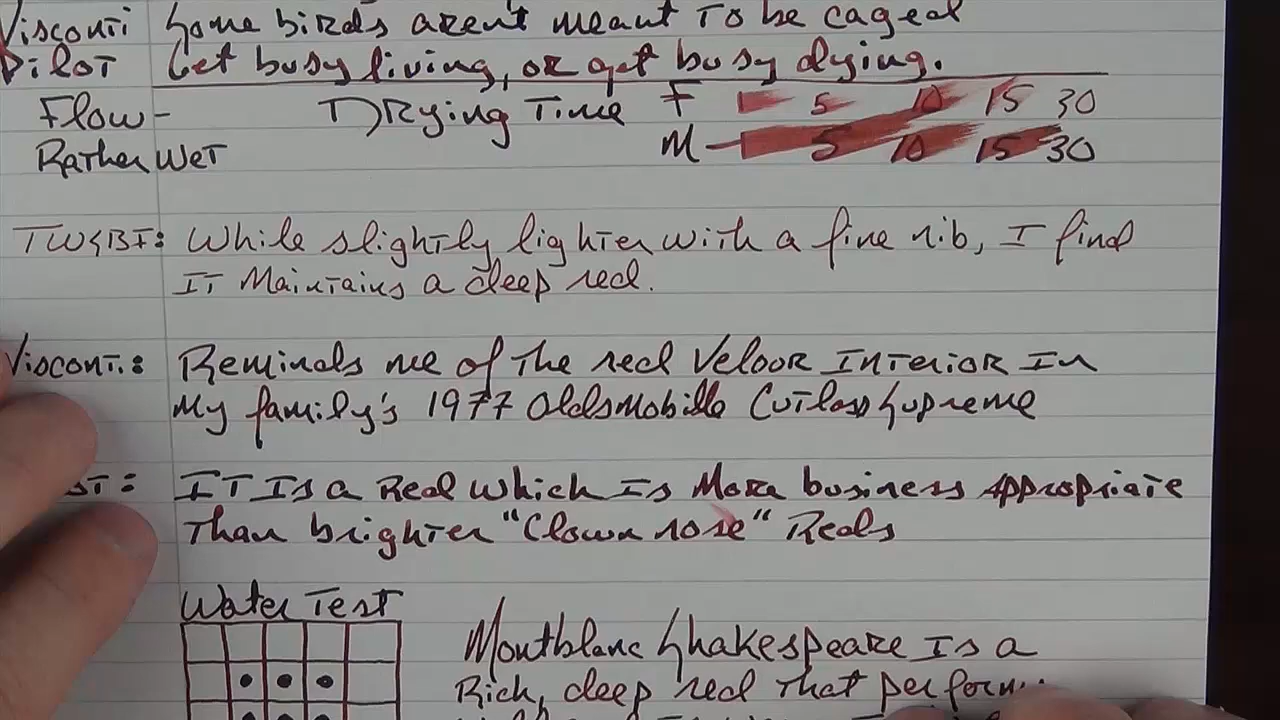 Visconti Some birds aren't meant to be caged
Pilot Get busy living, or get busy dying.
Flow- Drying Time F 5 10 15 30
Rather Wet M 5 10 15 30
TWSBI: While slightly lighter with a fine nib, I find
It Maintains a deep red.
Visconti: Reminds me of the red Velour Interior In
My family's 1977 Oldsmobile Cutlass Supreme
It Is a Red which Is More business Appropriate
Than brighter "Clown nose" Reds
Water Test
Montblanc Shakespeare Is a
Rich, deep red that